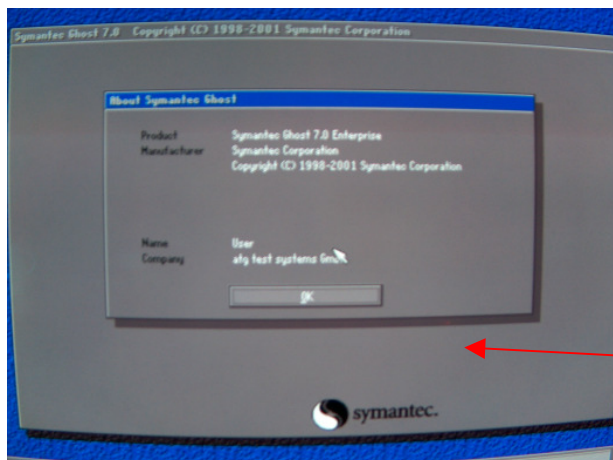 Symantec Ghost 7.0 Copyright (C) 1998-2001 Symantec Corporation
About Symantec Ghost
Product Symantec Ghost 7.0 Enterprise
Manufacturer Symantec Corporation
Copyright (C) 1998-2001 Symantec Corporation
Name User
Company atg test systems
OK
symantec.